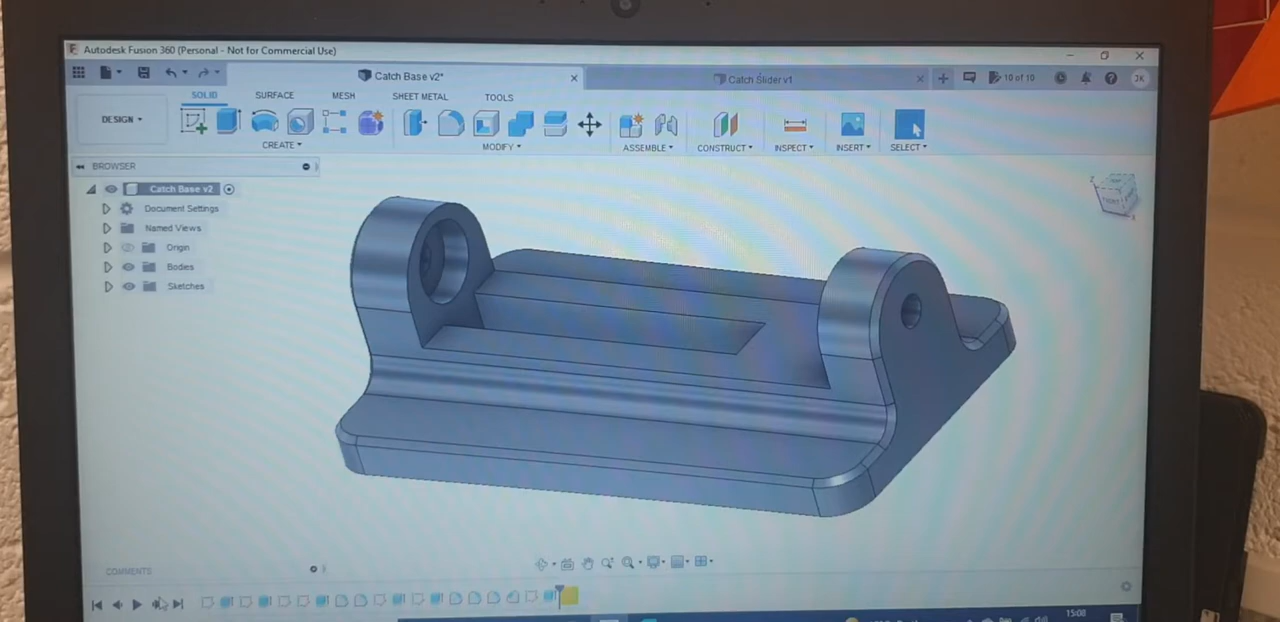 Autodesk Fusion 360 (Personal - Not for Commercial Use)
Catch Base v2*
Catch Slider v1
10 of 10
JK
SOLID
SURFACE
MESH
SHEET METAL
TOOLS
DESIGN
CREATE
MODIFY
ASSEMBLE
CONSTRUCT
INSPECT
INSERT
SELECT
BROWSER
Catch Base v2
Document Settings
Named Views
Origin
Bodies
Sketches
COMMENTS
15:08